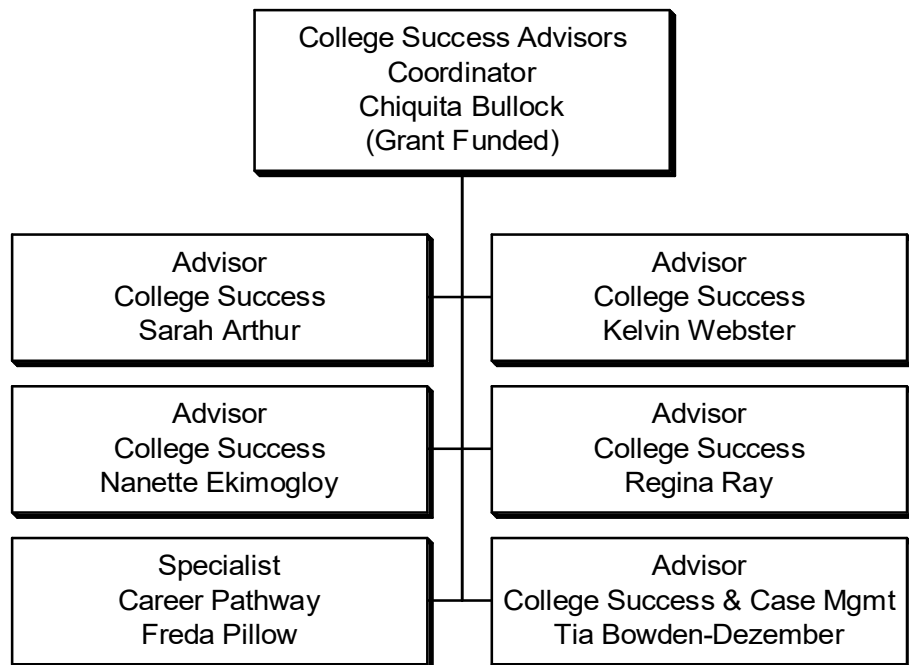 College Success Advisors
Coordinator
Chiquita Bullock
(Grant Funded)
Advisor
College Success
Sarah Arthur
Advisor
College Success
Kelvin Webster
Advisor
College Success
Nanette Ekimogloy
Advisor
College Success
Regina Ray
Specialist
Career Pathway
Freda Pillow
Advisor
College Success & Case Mgmt
Tia Bowden-Dezember